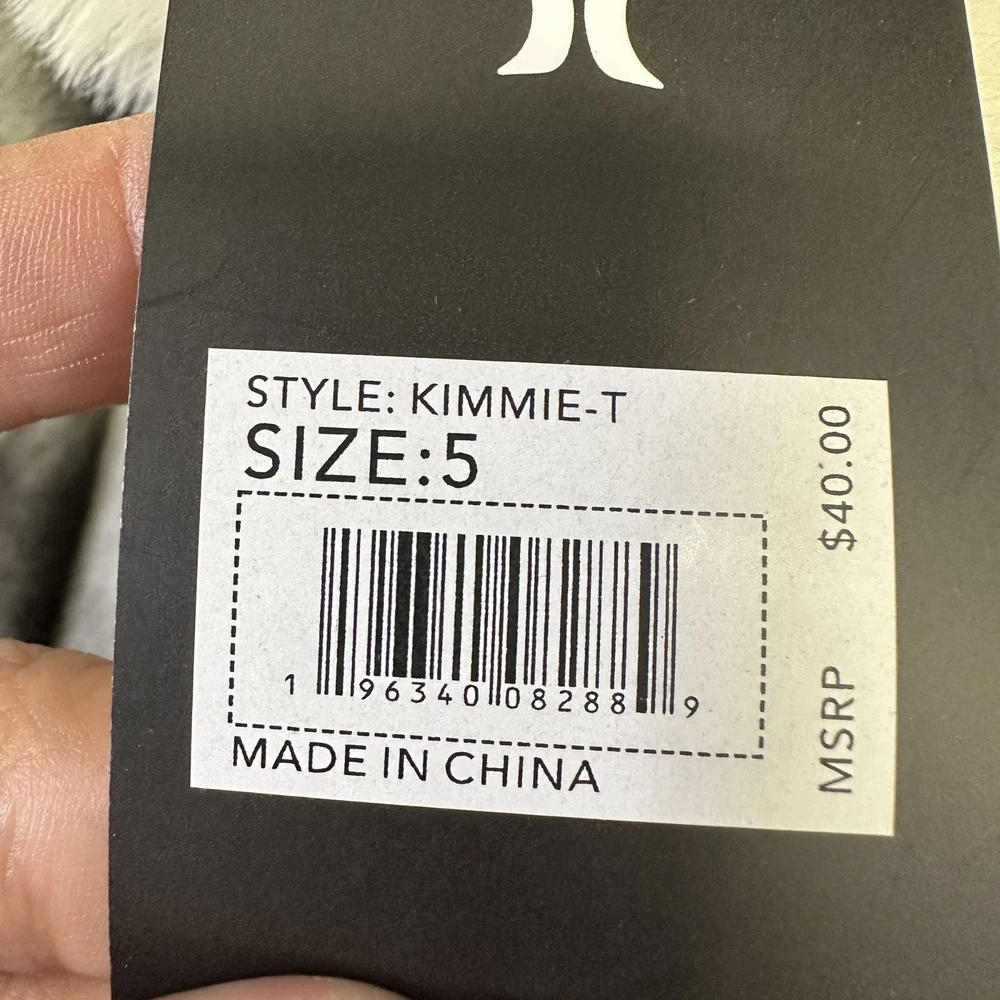 STYLE: KIMMIE-T
SIZE:5
1 96340 08288 9
MADE IN CHINA
MSRP $40.00